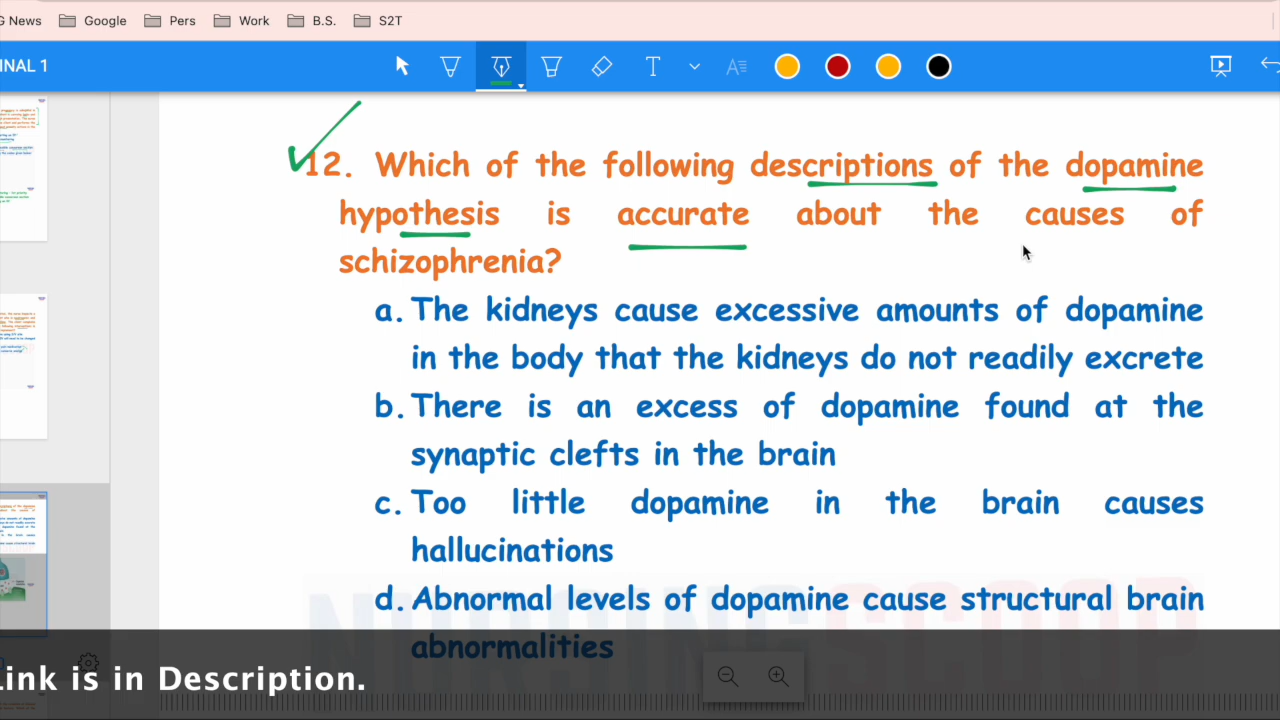 G News Google Pers Work B.S. S2T
INAL 1
12. Which of the following descriptions of the dopamine
hypothesis is accurate about the causes of
schizophrenia?
a. The kidneys cause excessive amounts of dopamine
in the body that the kidneys do not readily excrete
b. There is an excess of dopamine found at the
synaptic clefts in the brain
c. Too little dopamine in the brain causes
hallucinations
d. Abnormal levels of dopamine cause structural brain
abnormalities
NURSING SCOOP
Link is in Description.